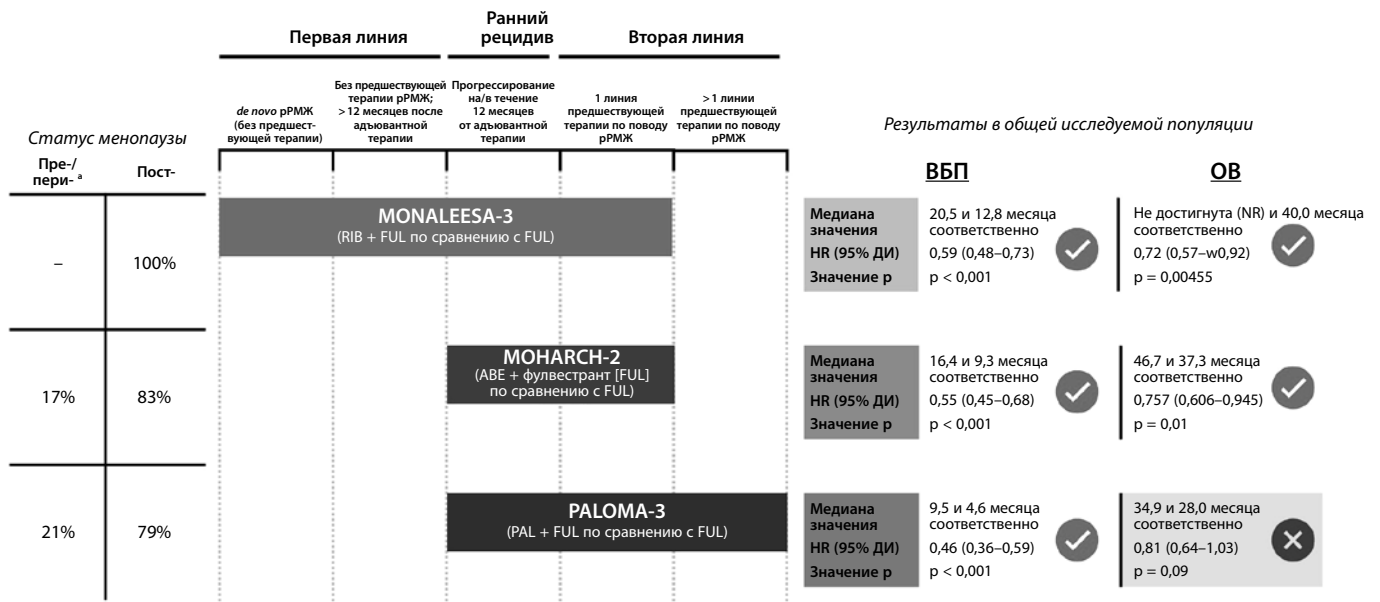 Первая линия
Ранний
рецидив
Вторая линия
Статус менопаузы
Пре-/
пери- а
Пост-
de novo рРМЖ
(без предшест-
вующей терапии)
Без предшествующей
терапии рРМЖ;
> 12 месяцев после
адъювантной
терапии
Прогрессирование
на/в течение
12 месяцев
от адъювантной
терапии
1 линия
предшествующей
терапии по поводу
рРМЖ
> 1 линии
предшествующей
терапии по поводу
рРМЖ
Результаты в общей исследуемой популяции
ВБП
ОВ
–
100%
MONALEESA-3
(RIB + FUL по сравнению с FUL)
Медиана
значения
HR (95% ДИ)
Значение p
20,5 и 12,8 месяца
соответственно
0,59 (0,48–0,73)
p < 0,001
Не достигнута (NR) и 40,0 месяца
соответственно
0,72 (0,57–w0,92)
p = 0,00455
17%
83%
MOHARCH-2
(ABE + фулвестрант [FUL]
по сравнению с FUL)
Медиана
значения
HR (95% ДИ)
Значение p
16,4 и 9,3 месяца
соответственно
0,55 (0,45–0,68)
p < 0,001
46,7 и 37,3 месяца
соответственно
0,757 (0,606–0,945)
p = 0,01
21%
79%
PALOMA-3
(PAL + FUL по сравнению с FUL)
Медиана
значения
HR (95% ДИ)
Значение p
9,5 и 4,6 месяца
соответственно
0,46 (0,36–0,59)
p < 0,001
34,9 и 28,0 месяца
соответственно
0,81 (0,64–1,03)
p = 0,09